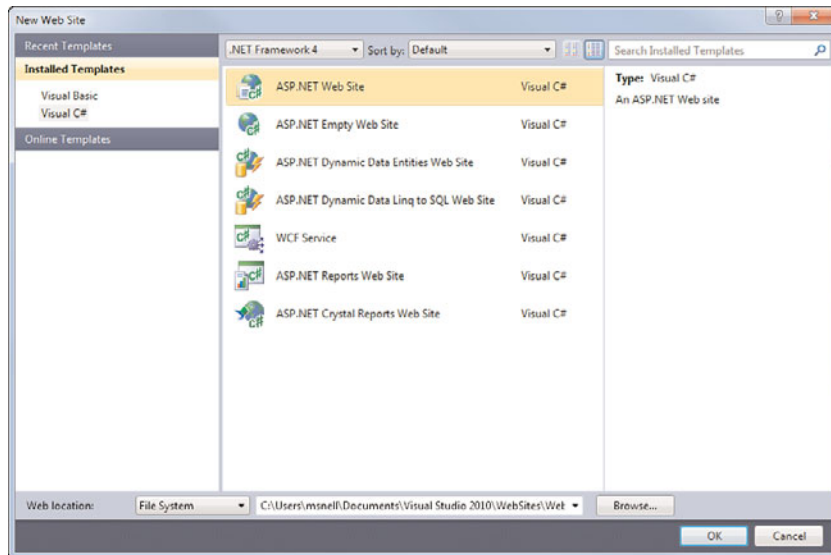 New Web Site
Recent Templates
Installed Templates
Visual Basic
Visual C#
Online Templates
.NET Framework 4
Sort by: Default
Search Installed Templates
ASP.NET Web Site Visual C#
ASP.NET Empty Web Site Visual C#
ASP.NET Dynamic Data Entities Web Site Visual C#
ASP.NET Dynamic Data Linq to SQL Web Site Visual C#
WCF Service Visual C#
ASP.NET Reports Web Site Visual C#
ASP.NET Crystal Reports Web Site Visual C#
Type: Visual C#
An ASP.NET Web site
Web location: File System C:\Users\msnell\Documents\Visual Studio 2010\WebSites\Web Browse...
OK Cancel